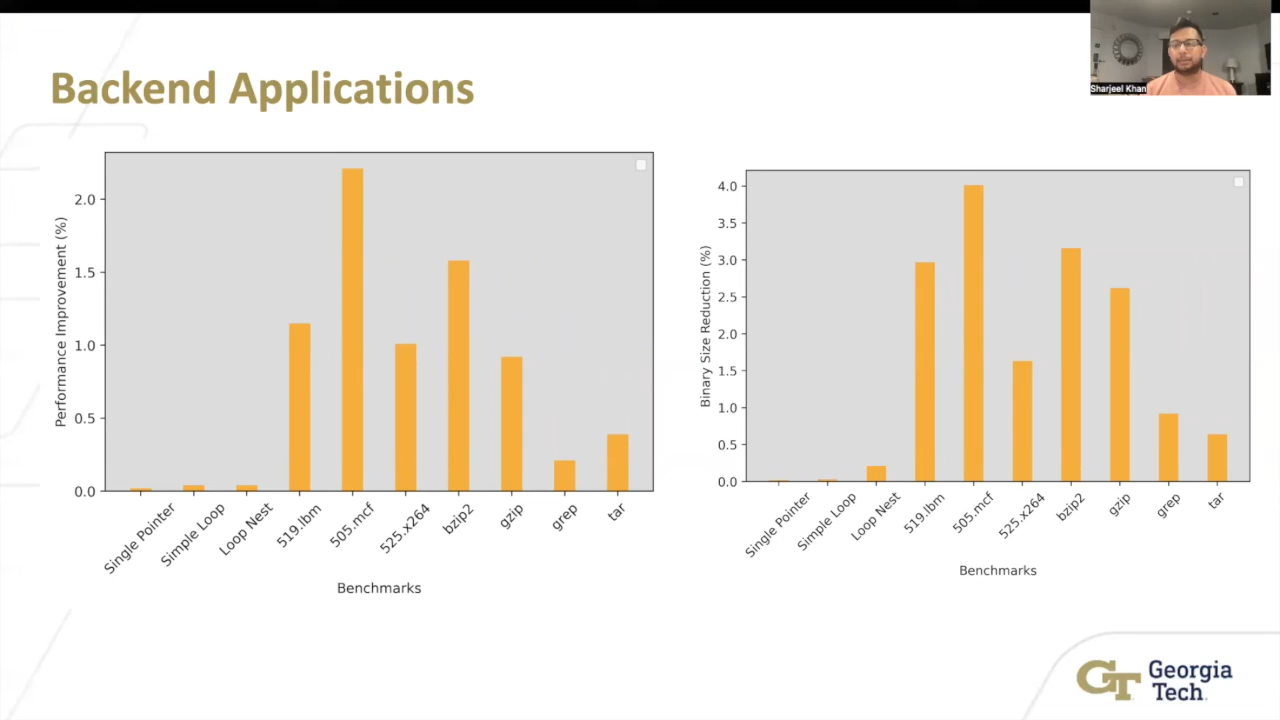 Backend Applications
Sharjeel Khan
Performance Improvement (%)
2.0
1.5
1.0
0.5
0.0
Single Pointer
Simple Loop
Loop Nest
519.lbm
505.mcf
525.x264
bzip2
gzip
grep
tar
Benchmarks
Binary Size Reduction (%)
4.0
3.5
3.0
2.5
2.0
1.5
1.0
0.5
0.0
Single Pointer
Simple Loop
Loop Nest
519.lbm
505.mcf
525.x264
bzip2
gzip
grep
tar
Benchmarks
GT
Georgia
Tech